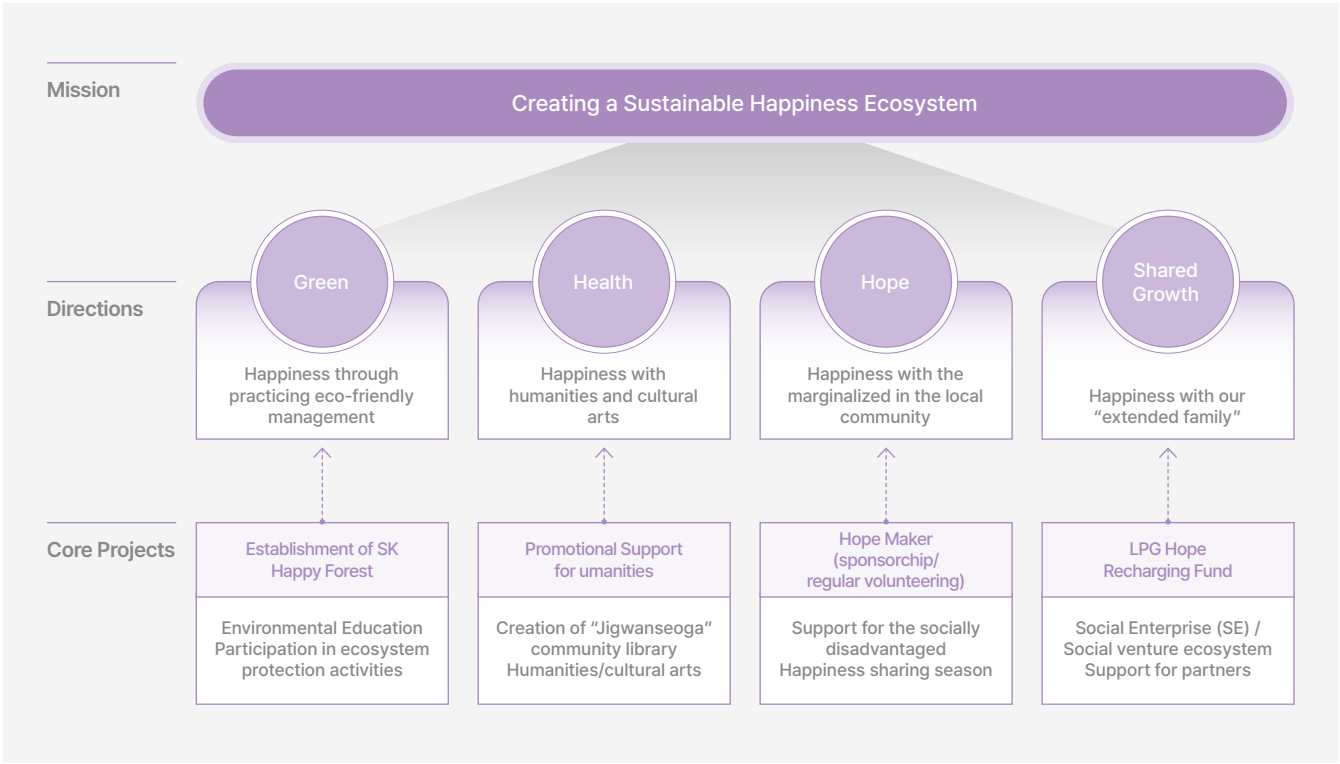 Mission
Creating a Sustainable Happiness Ecosystem
Directions
Green
Happiness through
practicing eco-friendly
management
Health
Happiness with
humanities and cultural
arts
Hope
Happiness with the
marginalized in the local
community
Shared
Growth
Happiness with our
“extended family”
Core Projects
Establishment of SK
Happy Forest
Environmental Education
Participation in ecosystem
protection activities
Promotional Support
for umanities
Creation of “Jigwanseoga”
community library
Humanities/cultural arts
Hope Maker
(sponsorchip/
regular volunteering)
Support for the socially
disadvantaged
Happiness sharing season
LPG Hope
Recharging Fund
Social Enterprise (SE) /
Social venture ecosystem
Support for partners